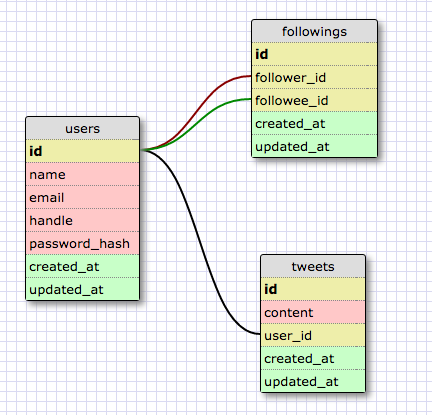 followings
id
follower_id
followee_id
created_at
updated_at
users
id
name
email
handle
password_hash
created_at
updated_at
tweets
id
content
user_id
created_at
updated_at